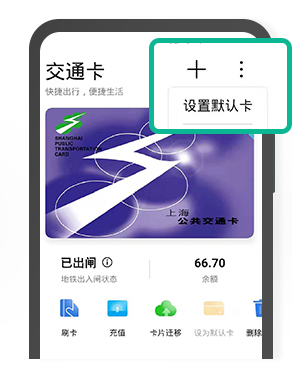 交通卡
快捷出行，便捷生活
设置默认卡
SHANGHAI
PUBLIC
TRANSPORTATION
CARD
上海
公共交通卡
已出闸
66.70
地铁出入闸状态
余额
刷卡
充值
卡片迁移
设为默认卡
删除